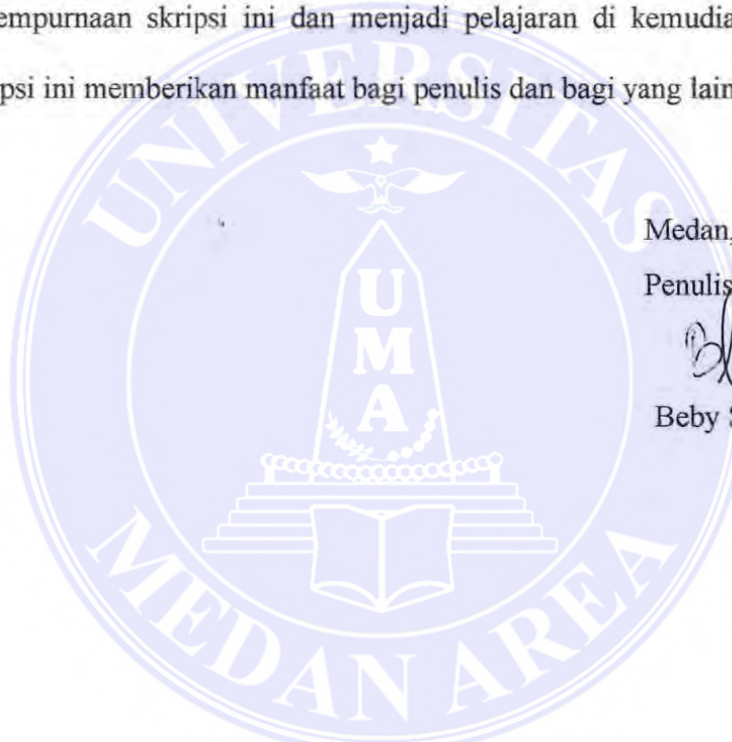 empurnaan skripsi ini dan menjadi pelajaran di kemudia
psi ini memberikan manfaat bagi penulis dan bagi yang lain
UNIVERSITAS
Medan,
Penulis
U
M
A
Beby
MEDAN AREA